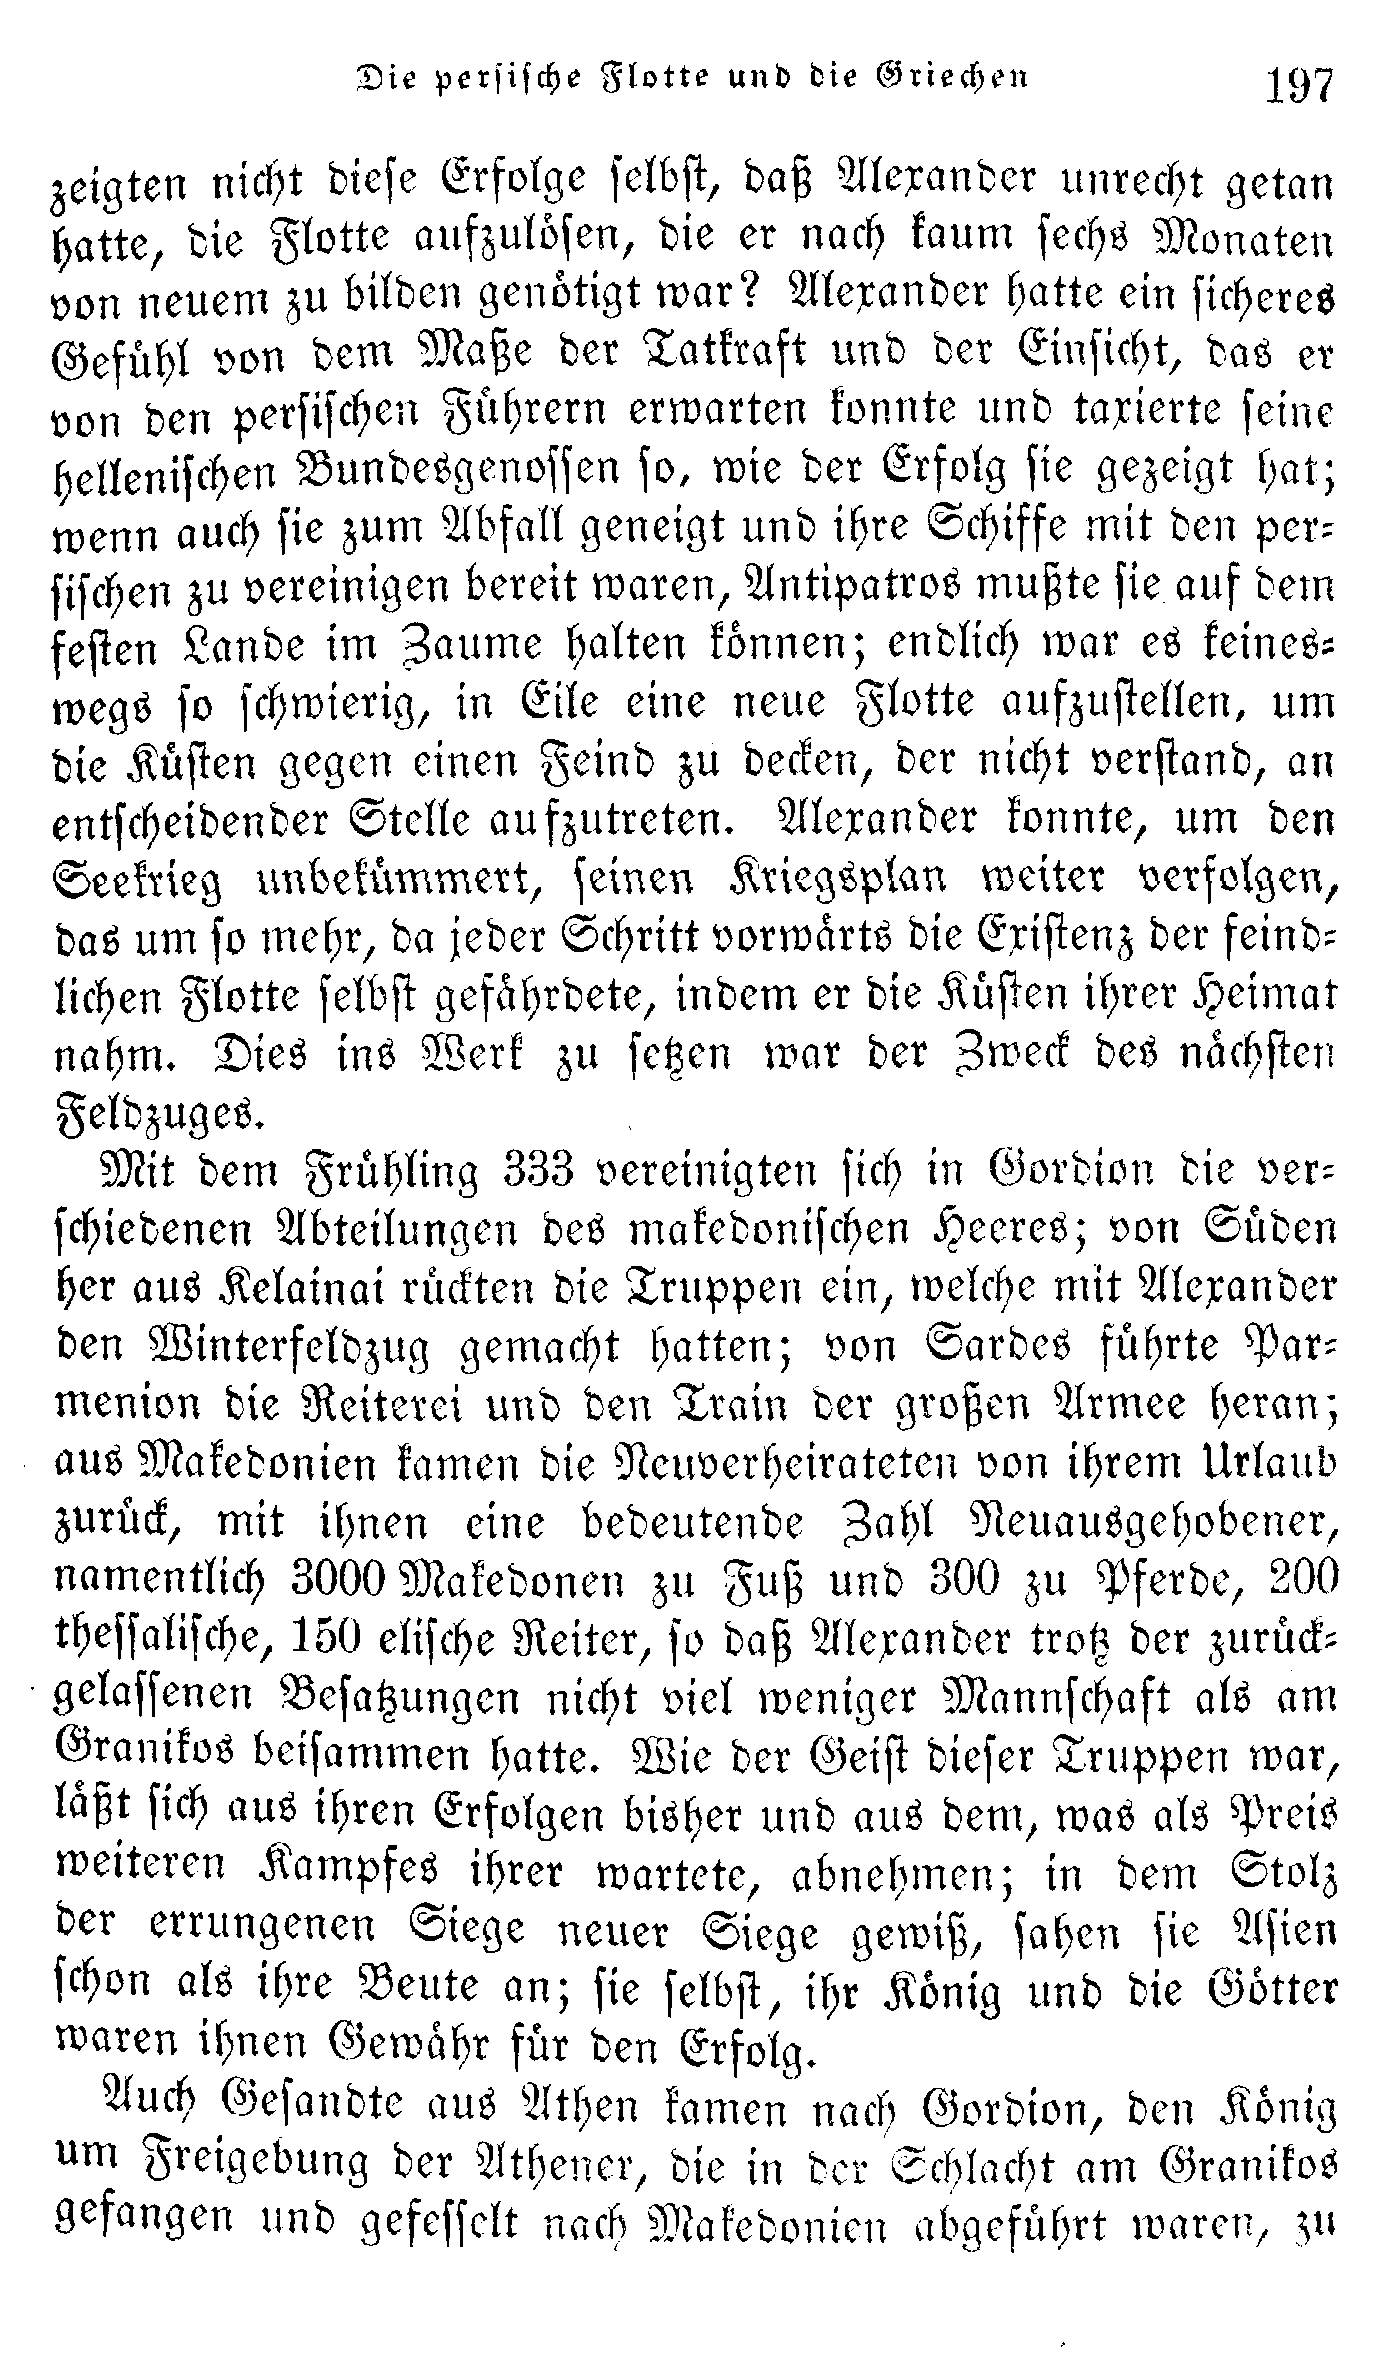 Die persische Flotte und die Griechen 197
zeigten nicht diese Erfolge selbst, daß Alexander unrecht getan
hatte, die Flotte aufzulösen, die er nach kaum sechs Monaten
von neuem zu bilden genötigt war? Alexander hatte ein sicheres
Gefühl von dem Maße der Tatkraft und der Einsicht, das er
von den persischen Führern erwarten konnte und taxierte seine
hellenischen Bundesgenossen so, wie der Erfolg sie gezeigt hat;
wenn auch sie zum Abfall geneigt und ihre Schiffe mit den per-
sischen zu vereinigen bereit waren, Antipatros mußte sie auf dem
festen Lande im Zaume halten können; endlich war es keines-
wegs so schwierig, in Eile eine neue Flotte aufzustellen, um
die Küsten gegen einen Feind zu decken, der nicht verstand, an
entscheidender Stelle aufzutreten. Alexander konnte, um den
Seekrieg unbekümmert, seinen Kriegsplan weiter verfolgen,
das um so mehr, da jeder Schritt vorwärts die Existenz der feind-
lichen Flotte selbst gefährdete, indem er die Küsten ihrer Heimat
nahm. Dies ins Werk zu setzen war der Zweck des nächsten
Feldzuges.
Mit dem Frühling 333 vereinigten sich in Gordion die ver-
schiedenen Abteilungen des makedonischen Heeres; von Süden
her aus Kelainai rückten die Truppen ein, welche mit Alexander
den Winterfeldzug gemacht hatten; von Sardes führte Par-
menion die Reiterei und den Train der großen Armee heran;
aus Makedonien kamen die Neuverheirateten von ihrem Urlaub
zurück, mit ihnen eine bedeutende Zahl Neuausgehobener,
namentlich 3000 Makedonen zu Fuß und 300 zu Pferde, 200
thessalische, 150 elische Reiter, so daß Alexander trotz der zurück-
gelassenen Besatzungen nicht viel weniger Mannschaft als am
Granikos beisammen hatte. Wie der Geist dieser Truppen war,
läßt sich aus ihren Erfolgen bisher und aus dem, was als Preis
weiteren Kampfes ihrer wartete, abnehmen; in dem Stolz
der errungenen Siege neuer Siege gewiß, sahen sie Asien
schon als ihre Beute an; sie selbst, ihr König und die Götter
waren ihnen Gewähr für den Erfolg.
Auch Gesandte aus Athen kamen nach Gordion, den König
um Freigebung der Athener, die in der Schlacht am Granikos
gefangen und gefesselt nach Makedonien abgeführt waren, zu